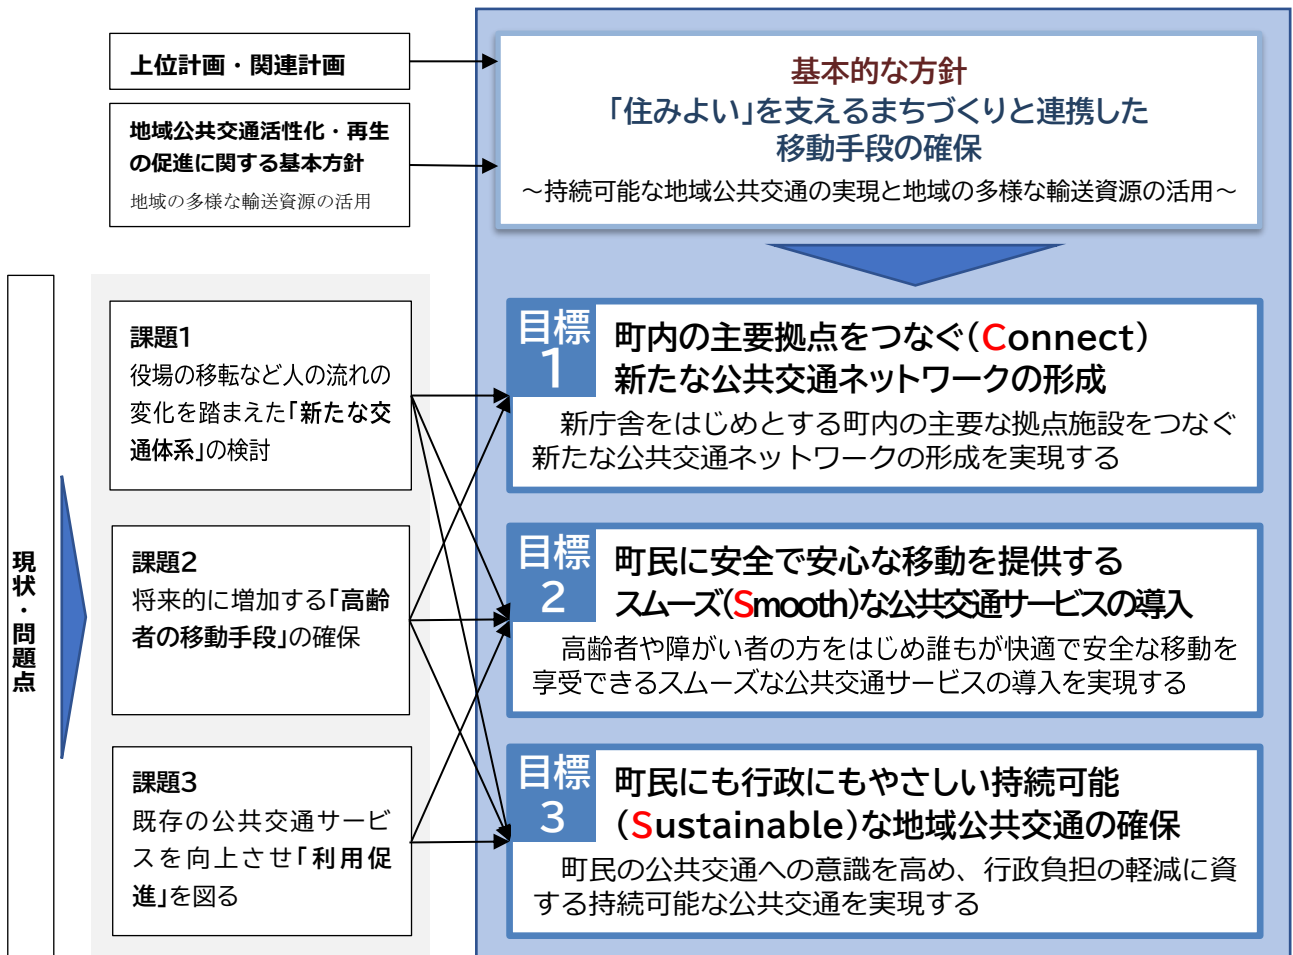 上位計画・関連計画
地域公共交通活性化・再生
の促進に関する基本方針
地域の多様な輸送資源の活用
基本的な方針
「住みよい」を支えるまちづくりと連携した
移動手段の確保
～持続可能な地域公共交通の実現と地域の多様な輸送資源の活用～
現状・問題点
課題1
役場の移転など人の流れの
変化を踏まえた「新たな交
通体系」の検討
課題2
将来的に増加する「高齢
者の移動手段」の確保
課題3
既存の公共交通サービ
スを向上させ「利用促
進」を図る
目標
1
町内の主要拠点をつなぐ(Connect)
新たな公共交通ネットワークの形成
新庁舎をはじめとする町内の主要な拠点施設をつなぐ
新たな公共交通ネットワークの形成を実現する
目標
2
町民に安全で安心な移動を提供する
スムーズ(Smooth)な公共交通サービスの導入
高齢者や障がい者の方をはじめ誰もが快適で安全な移動を
享受できるスムーズな公共交通サービスの導入を実現する
目標
3
町民にも行政にもやさしい持続可能
(Sustainable)な地域公共交通の確保
町民の公共交通への意識を高め、行政負担の軽減に資
する持続可能な公共交通を実現する